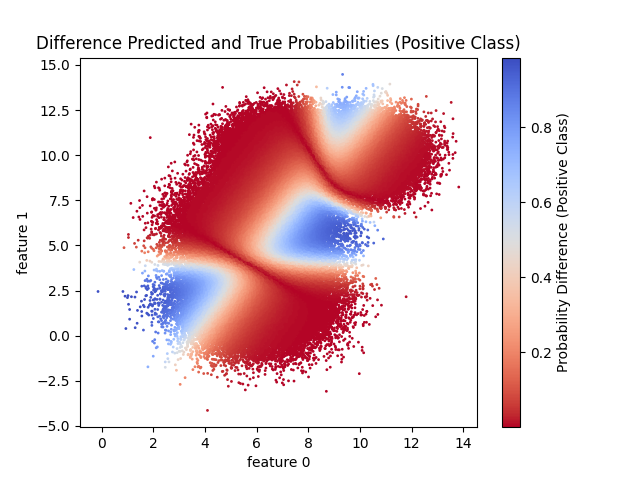 Difference Predicted and True Probabilities (Positive Class)
15.0
12.5
10.0
7.5
5.0
2.5
0.0
−2.5
−5.0
feature 1
0 2 4 6 8 10 12 14
feature 0
0.8
0.6
0.4
0.2
Probability Difference (Positive Class)